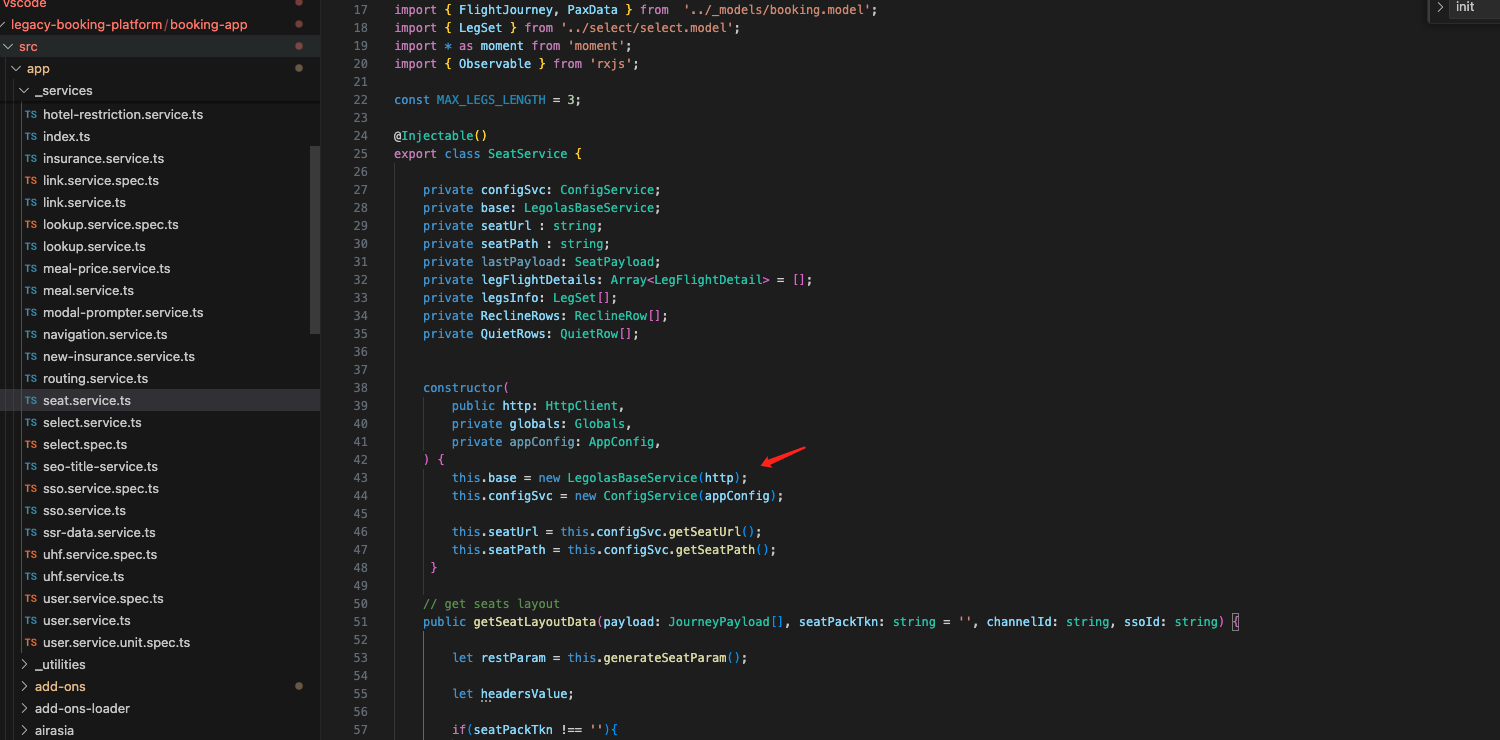 vscode
legacy-booking-platform/booking-app
src
app
_services
TS hotel-restriction.service.ts
TS index.ts
TS insurance.service.ts
TS link.service.spec.ts
TS link.service.ts
TS lookup.service.spec.ts
TS lookup.service.ts
TS meal-price.service.ts
TS meal.service.ts
TS modal-prompter.service.ts
TS navigation.service.ts
TS new-insurance.service.ts
TS routing.service.ts
TS seat.service.ts
TS select.service.ts
TS select.spec.ts
TS seo-title-service.ts
TS sso.service.spec.ts
TS sso.service.ts
TS ssr-data.service.ts
TS uhf.service.spec.ts
TS uhf.service.ts
TS user.service.spec.ts
TS user.service.ts
TS user.service.unit.spec.ts
_utilities
add-ons
add-ons-loader
airasia
17 import { FlightJourney, PaxData } from  '../_models/booking.model';
18 import { LegSet } from '../select/select.model';
19 import * as moment from 'moment';
20 import { Observable } from 'rxjs';
21
22 const MAX_LEGS_LENGTH = 3;
23
24 @Injectable()
25 export class SeatService {
26
27 private configSvc: ConfigService;
28 private base: LegolasBaseService;
29 private seatUrl : string;
30 private seatPath : string;
31 private lastPayload: SeatPayload;
32 private legFlightDetails: Array<LegFlightDetail> = [];
33 private legsInfo: LegSet[];
34 private ReclineRows: ReclineRow[];
35 private QuietRows: QuietRow[];
36
37
38 constructor(
39 public http: HttpClient,
40 private globals: Globals,
41 private appConfig: AppConfig,
42 ) {
43 this.base = new LegolasBaseService(http);
44 this.configSvc = new ConfigService(appConfig);
45
46 this.seatUrl = this.configSvc.getSeatUrl();
47 this.seatPath = this.configSvc.getSeatPath();
48 }
49
50 // get seats layout
51 public getSeatLayoutData(payload: JourneyPayload[], seatPackTkn: string = '', channelId: string, ssoId: string) {
52
53 let restParam = this.generateSeatParam();
54
55 let headersValue;
56
57 if(seatPackTkn !== ''){
init